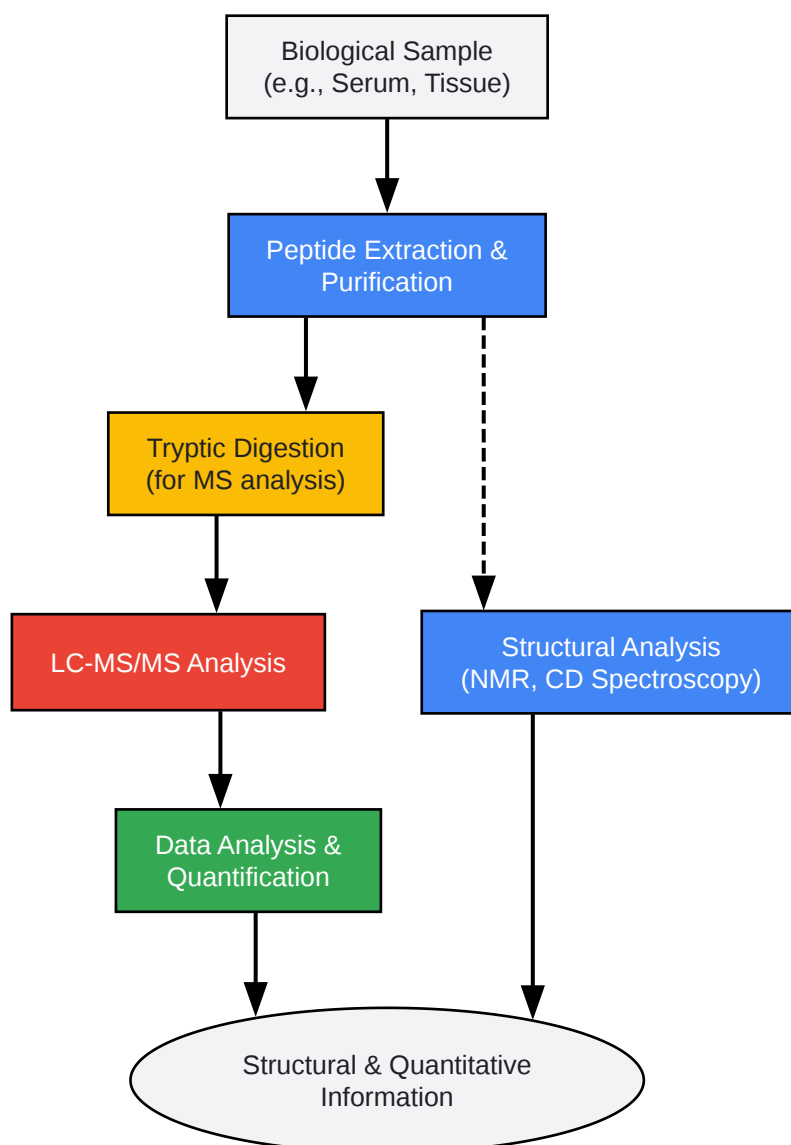 Biological Sample
(e.g., Serum, Tissue)
Peptide Extraction &
Purification
Tryptic Digestion
(for MS analysis)
LC-MS/MS Analysis
Structural Analysis
(NMR, CD Spectroscopy)
Data Analysis &
Quantification
Structural & Quantitative
Information